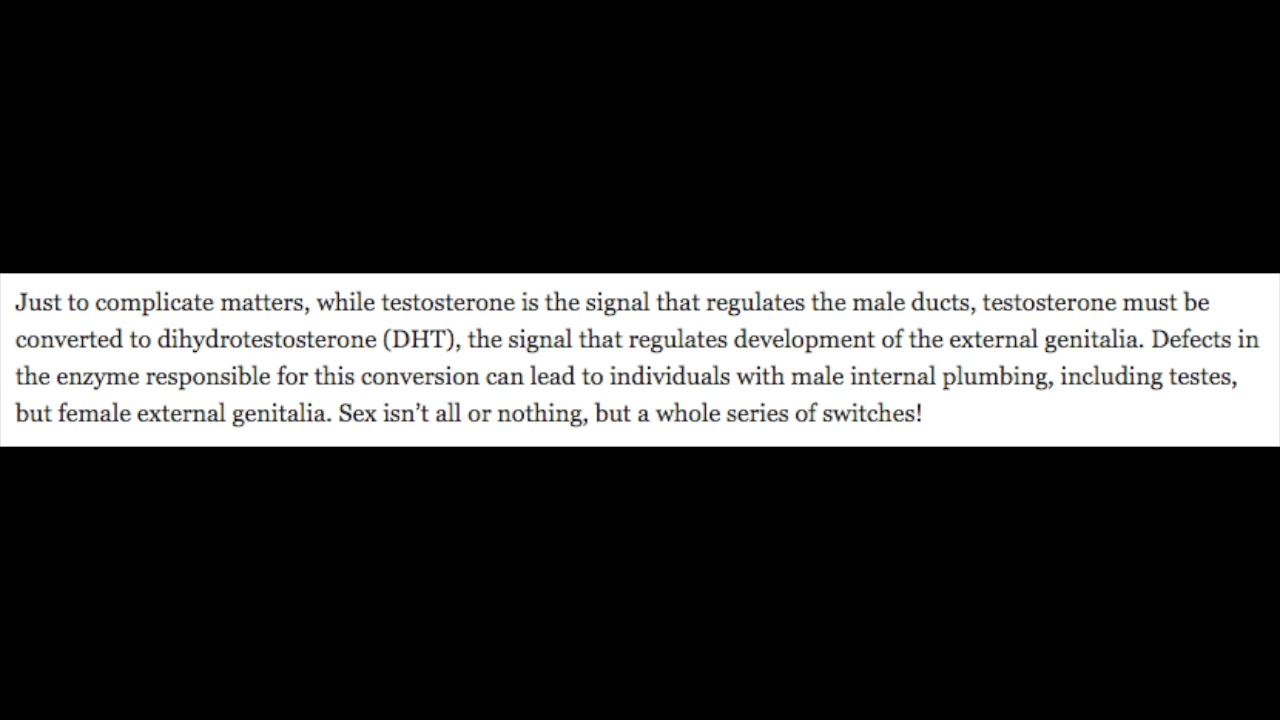 Just to complicate matters, while testosterone is the signal that regulates the male ducts, testosterone must be
converted to dihydrotestosterone (DHT), the signal that regulates development of the external genitalia. Defects in
the enzyme responsible for this conversion can lead to individuals with male internal plumbing, including testes,
but female external genitalia. Sex isn’t all or nothing, but a whole series of switches!